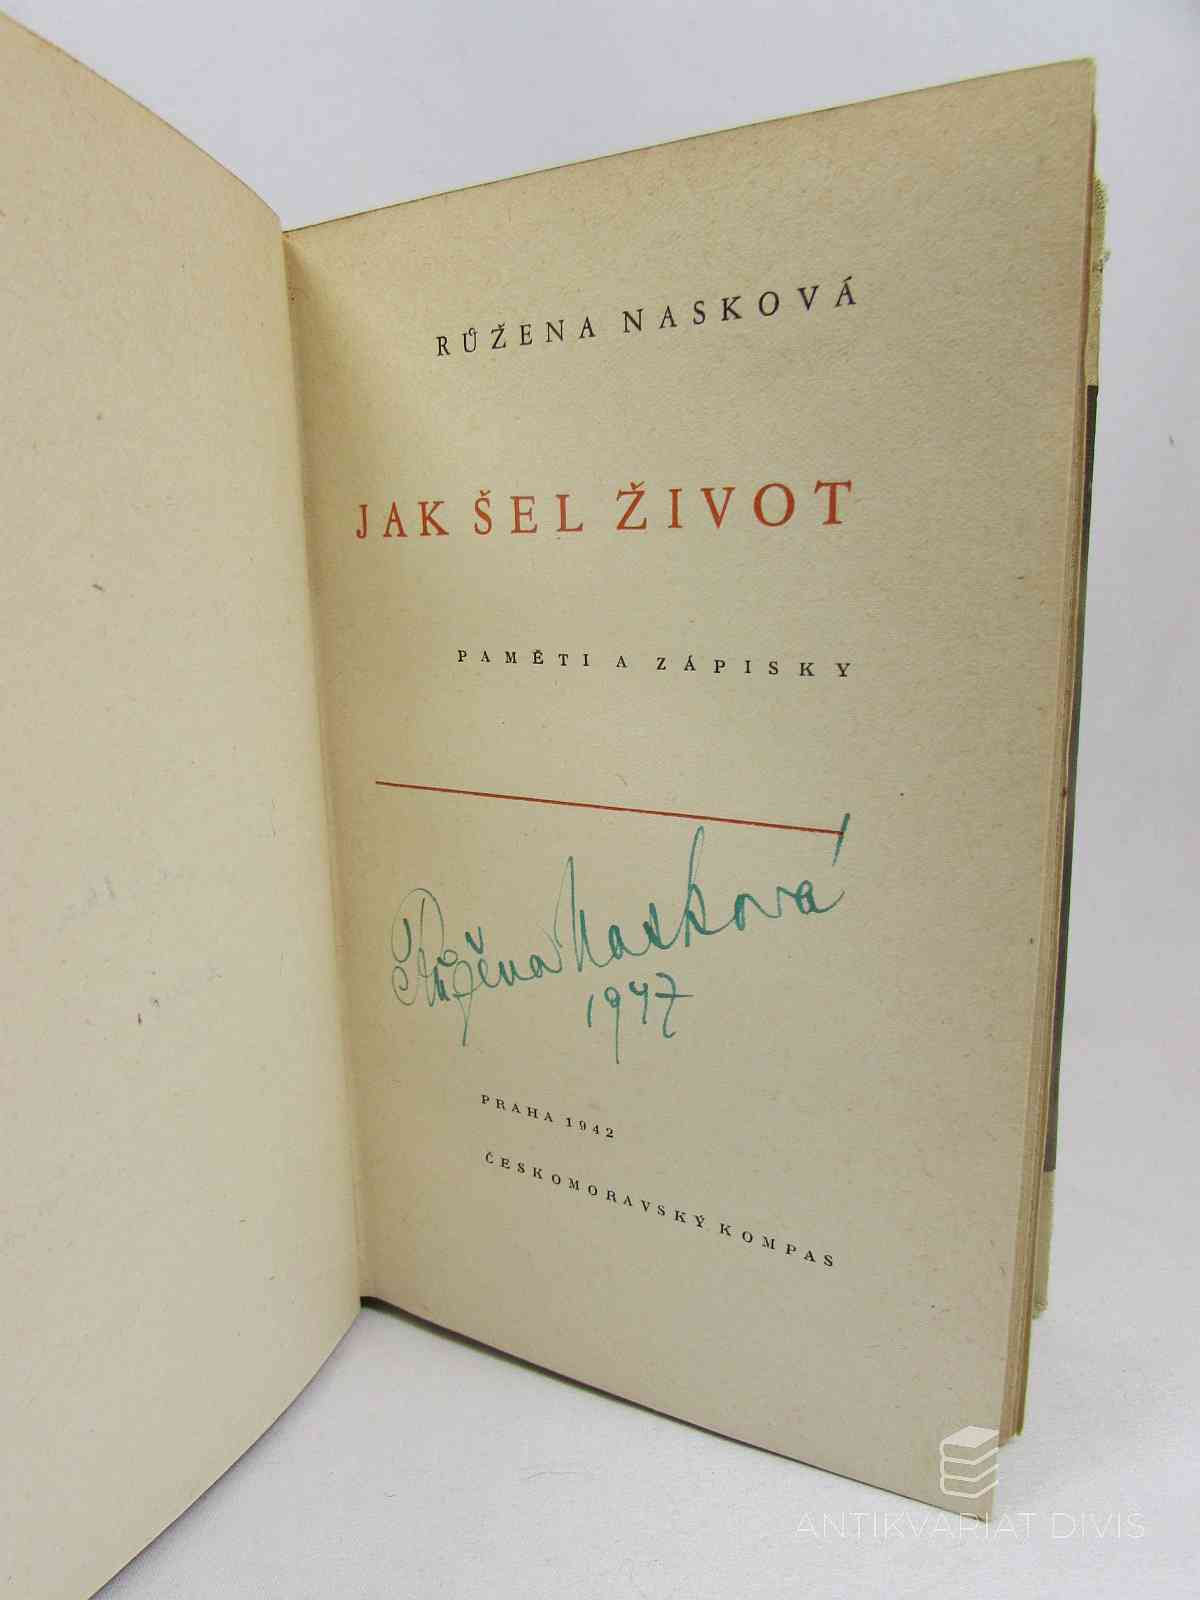 RŮŽENA NASKOVÁ
JAK ŠEL ŽIVOT
PAMĚTI A ZÁPISKY
Růžena Nasková
1947
PRAHA 1942
ČESKOMORAVSKÝ KOMPAS
ANTIKVARIÁT DIVIŠ